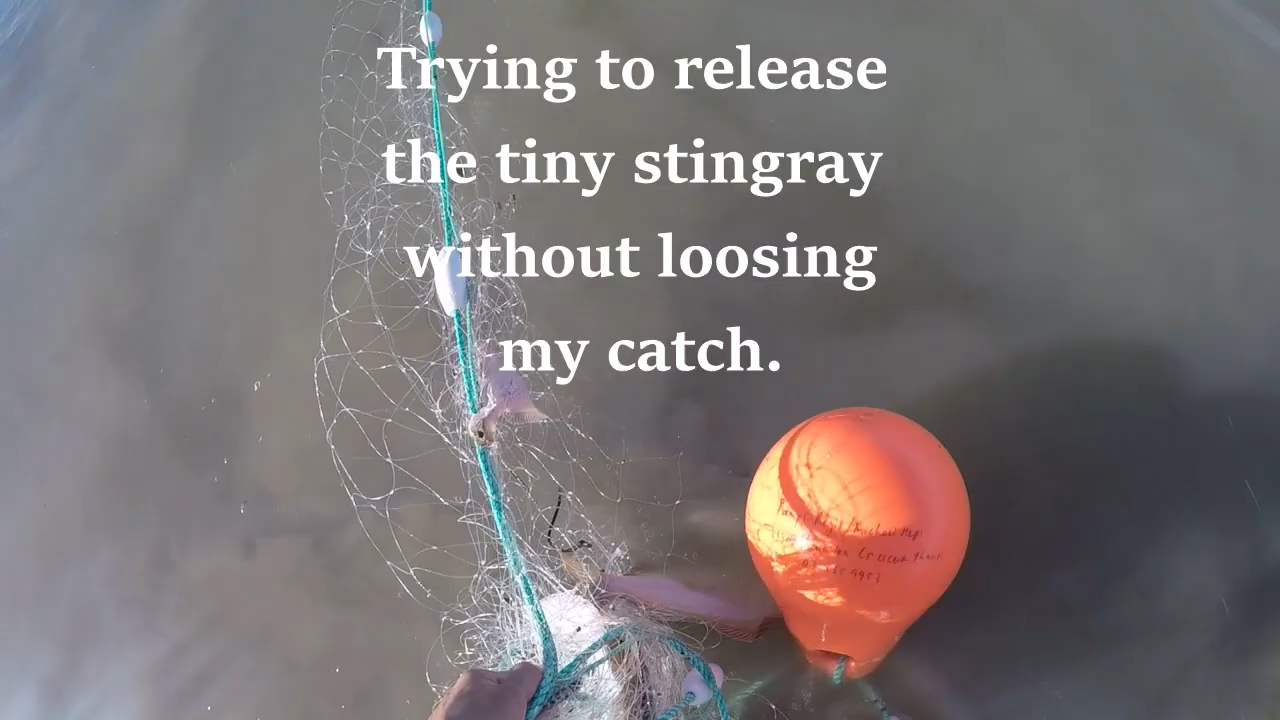 Trying to release
the tiny stingray
without loosing
my catch.